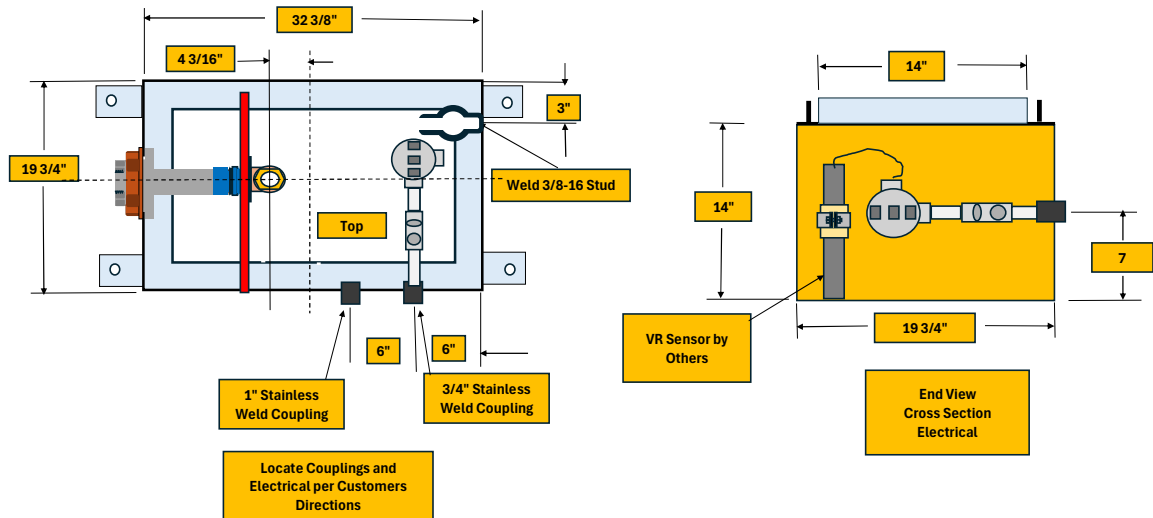 32 3/8"
4 3/16"
14"
3"
19 3/4"
Weld 3/8-16 Stud
Top
14"
7
19 3/4"
VR Sensor by
Others
6"
6"
1" Stainless
Weld Coupling
3/4" Stainless
Weld Coupling
End View
Cross Section
Electrical
Locate Couplings and
Electrical per Customers
Directions